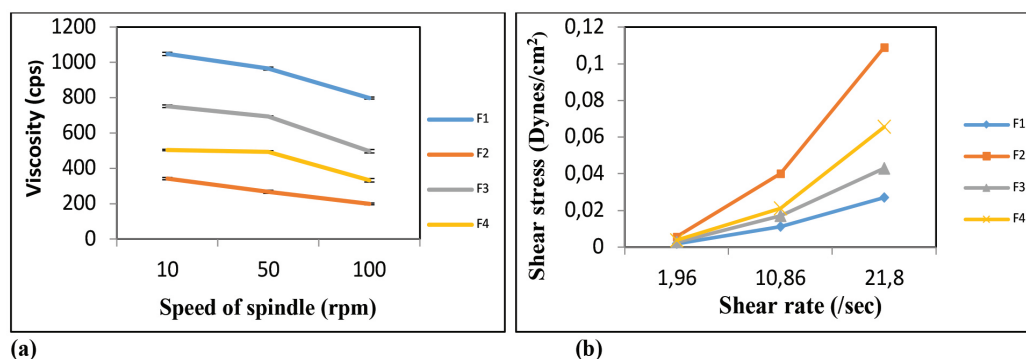 1200
1000
800
600
400
200
0
Viscosity (cps)
10 50 100
Speed of spindle (rpm)
F1
F2
F3
F4
(a)
0,12
0,1
0,08
0,06
0,04
0,02
0
Shear stress (Dynes/cm²)
1,96 10,86 21,8
Shear rate (/sec)
F1
F2
F3
F4
(b)